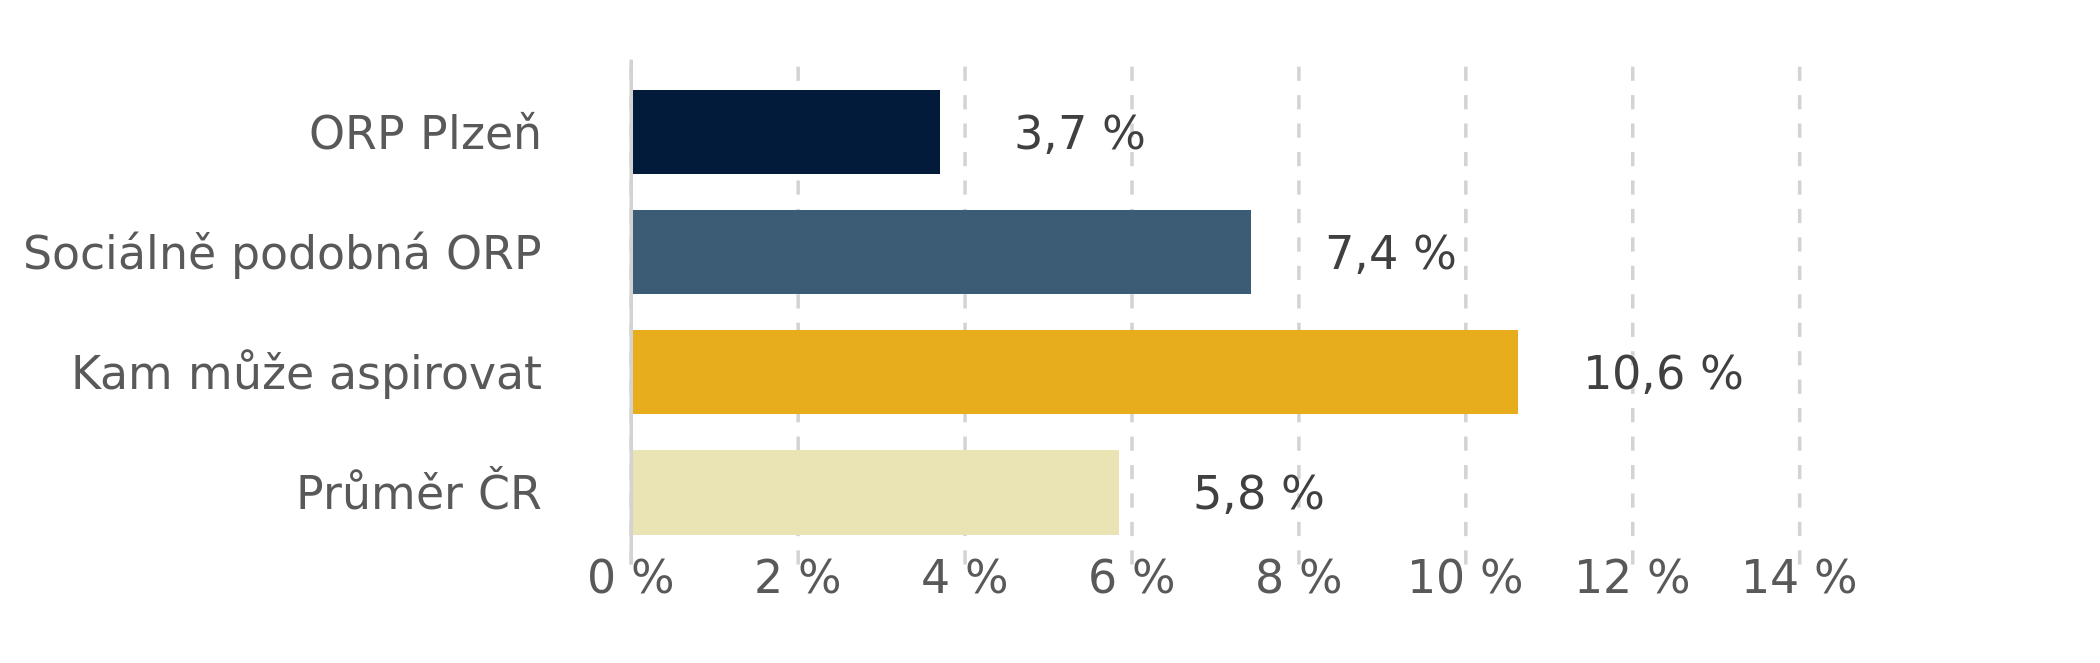 ORP Plzeň 3,7 %
Sociálně podobná ORP 7,4 %
Kam může aspirovat 10,6 %
Průměr ČR 5,8 %
0 % 2 % 4 % 6 % 8 % 10 % 12 % 14 %